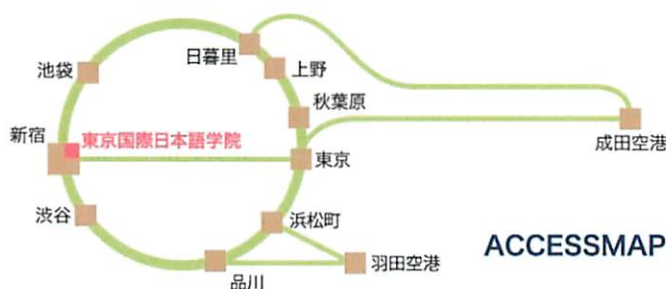 日暮里
上野
池袋
秋葉原
新宿
東京国際日本語学院
東京
成田空港
渋谷
浜松町
品川
羽田空港
ACCESSMAP